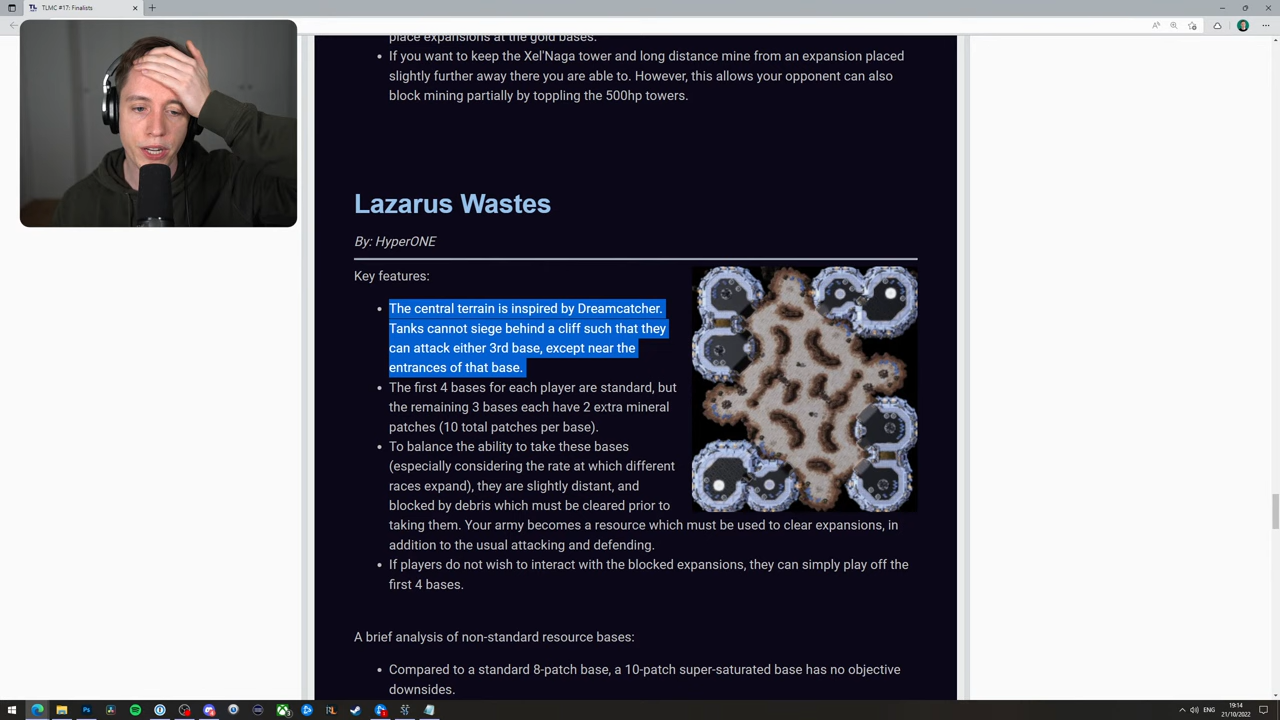 TLMC #17: Finalists
place expansions at the gold bases.
If you want to keep the Xel'Naga tower and long distance mine from an expansion placed
slightly further away there you are able to. However, this allows your opponent can also
block mining partially by toppling the 500hp towers.
Lazarus Wastes
By: HyperONE
Key features:
The central terrain is inspired by Dreamcatcher.
Tanks cannot siege behind a cliff such that they
can attack either 3rd base, except near the
entrances of that base.
The first 4 bases for each player are standard, but
the remaining 3 bases each have 2 extra mineral
patches (10 total patches per base).
To balance the ability to take these bases
(especially considering the rate at which different
races expand), they are slightly distant, and
blocked by debris which must be cleared prior to
taking them. Your army becomes a resource which must be used to clear expansions, in
addition to the usual attacking and defending.
If players do not wish to interact with the blocked expansions, they can simply play off the
first 4 bases.
A brief analysis of non-standard resource bases:
Compared to a standard 8-patch base, a 10-patch super-saturated base has no objective
downsides.
ENG
19:14
21/10/2022